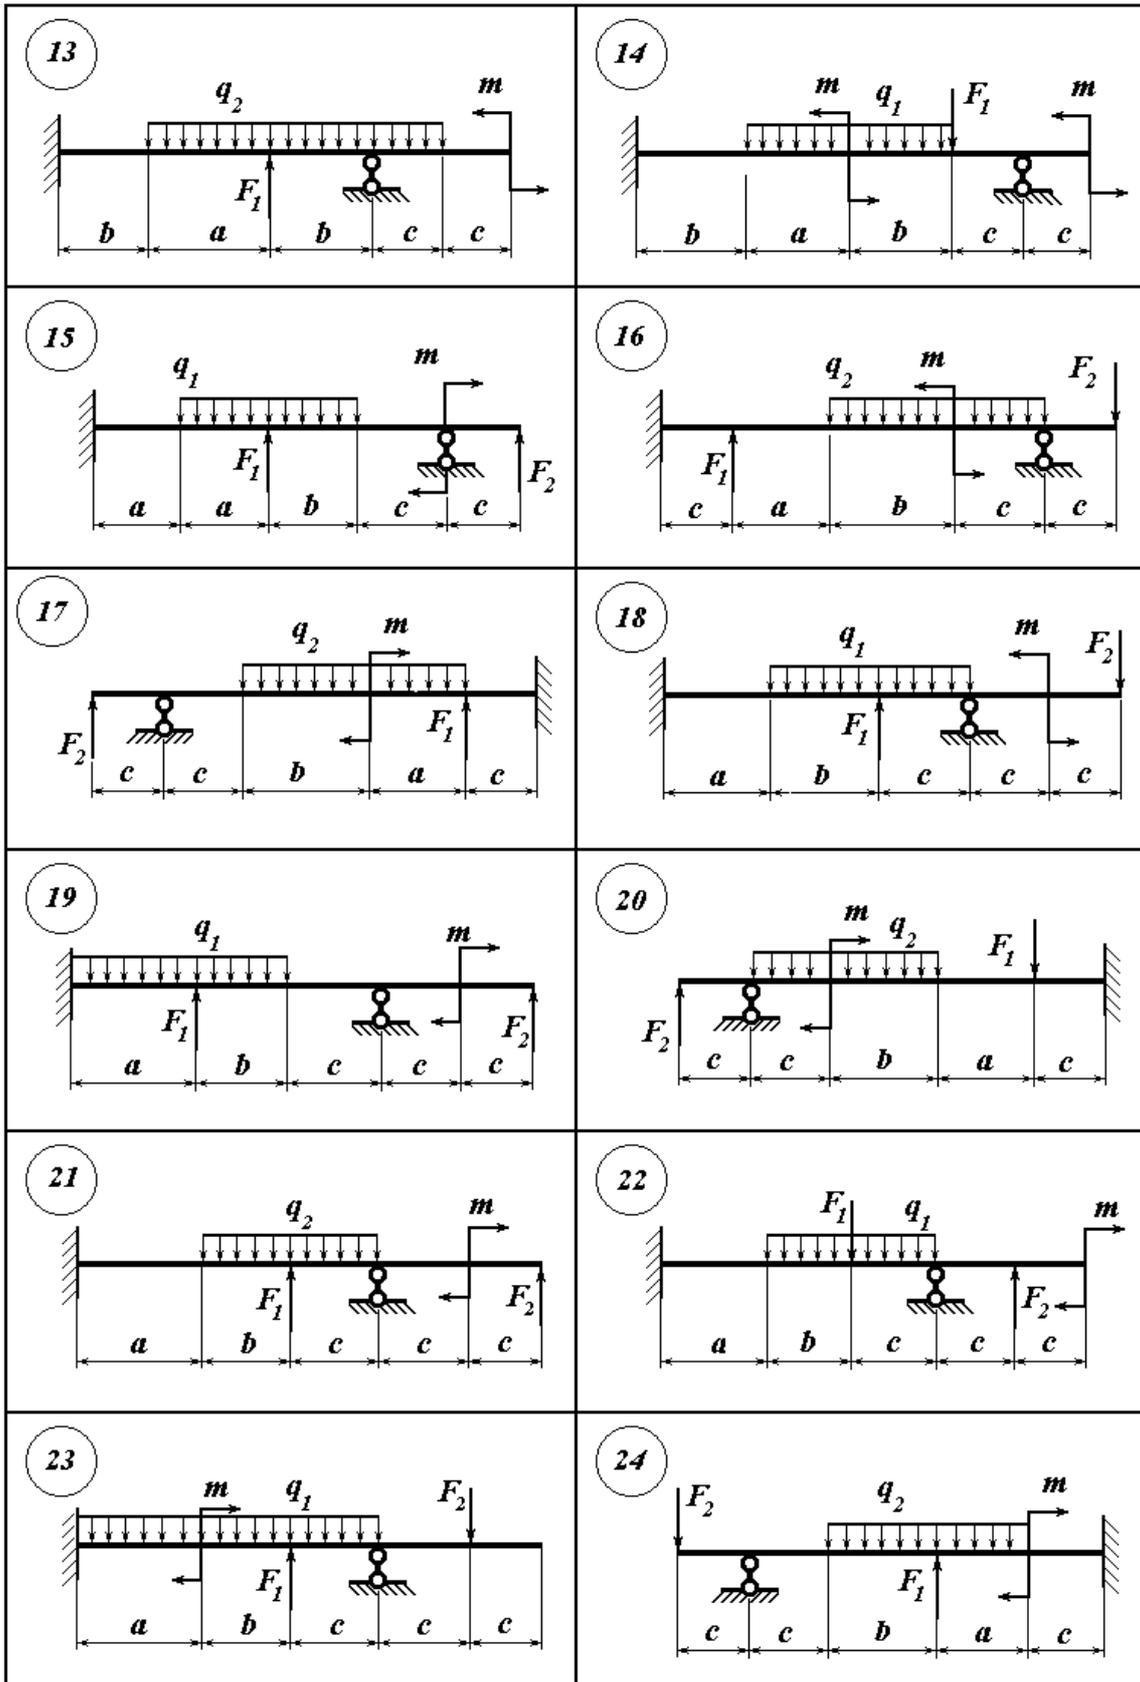 13
q2
m
F1
b a b c c
14
m q1 F1 m
b a b c c
15
q1
m
F1
F2
a a b c c
16
q2 m F2
F1
c a b c c
17
q2 m
F2
F1
c c b a c
18
q1
m
F2
F1
a b c c c
19
q1
m
F1
F2
a b c c c
20
m q2 F1
F2
c c b a c
21
q2
m
F1
F2
a b c c c
22
F1 q1 m
F2
a b c c c
23
m q1 F2
F1
a b c c c
24
F2
q2 m
F1
c c b a c